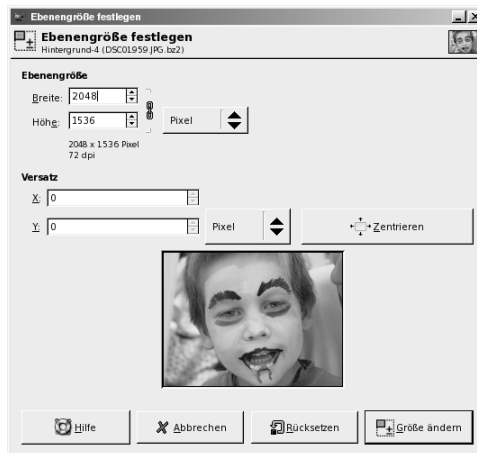 Ebenengröße festlegen
Ebenengröße festlegen
Hintergrund-4 (DSC01959.JPG.bz2)
Ebenengröße
Breite: 2048
Höhe: 1536 Pixel
2048 x 1536 Pixel
72 dpi
Versatz
X: 0
Y: 0 Pixel Zentrieren
Hilfe Abbrechen Rücksetzen Größe ändern